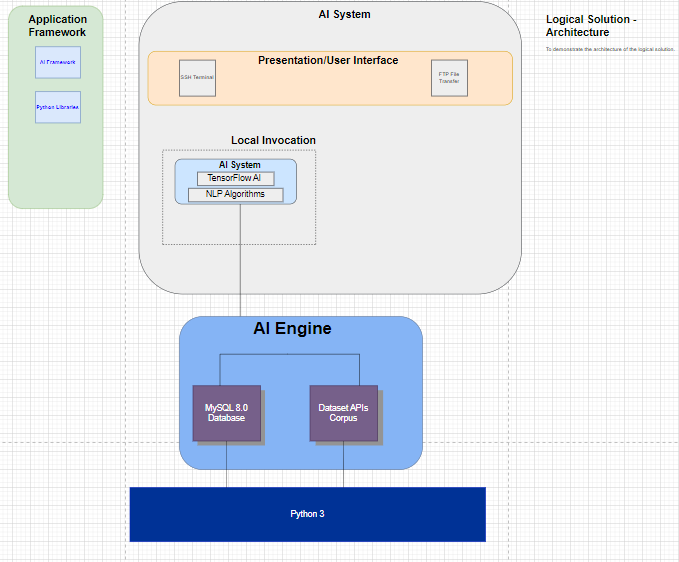 Application
Framework
AI Framework
Python Libraries
AI System
Presentation/User Interface
SSH Terminal
FTP File
Transfer
Local Invocation
AI System
TensorFlow AI
NLP Algorithms
AI Engine
MySQL 8.0
Database
Dataset APIs
Corpus
Python 3
Logical Solution -
Architecture
To demonstrate the architecture of the logical solution.